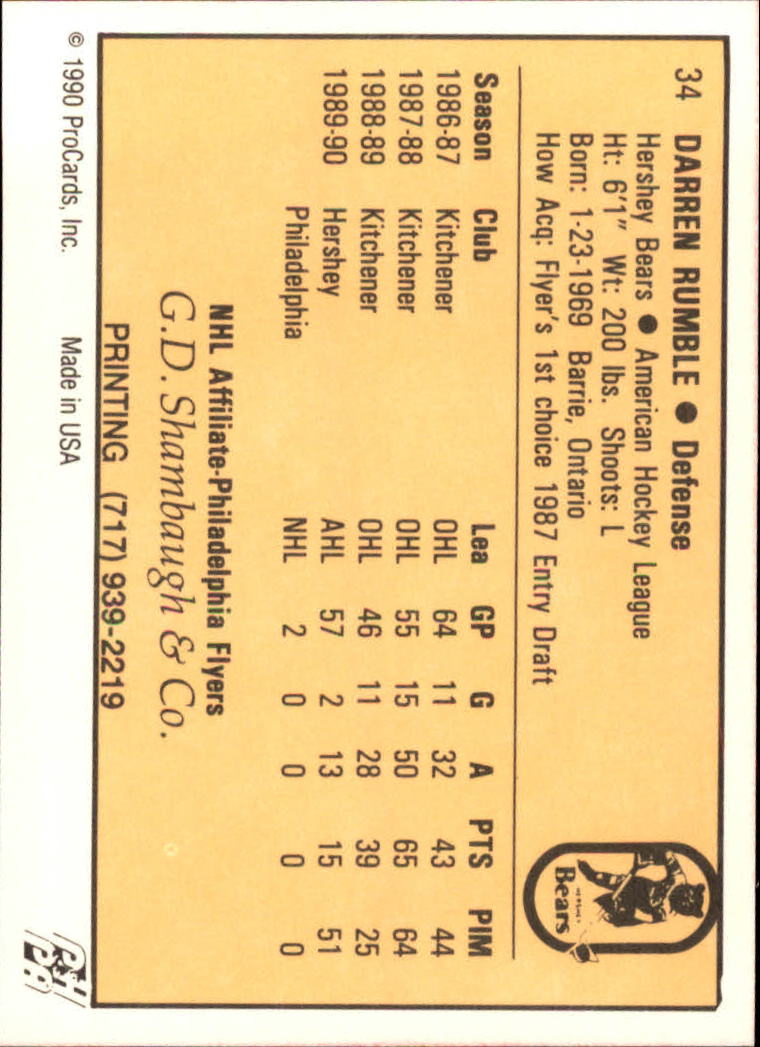 34 DARREN RUMBLE ● Defense
Hershey Bears ● American Hockey League
Ht: 6'1" Wt: 200 lbs. Shoots: L
Born: 1-23-1969 Barrie, Ontario
How Acq: Flyer's 1st choice 1987 Entry Draft
HERSHEY
Bears
Season Club Lea GP G A PTS PIM
1986-87 Kitchener OHL 64 11 32 43 44
1987-88 Kitchener OHL 55 15 50 65 64
1988-89 Kitchener OHL 46 11 28 39 25
1989-90 Hershey AHL 57 2 13 15 51
Philadelphia NHL 2 0 0 0 0
NHL Affiliate-Philadelphia Flyers
G.D. Shambaugh & Co.
PRINTING (717) 939-2219
© 1990 ProCards, Inc. Made in USA